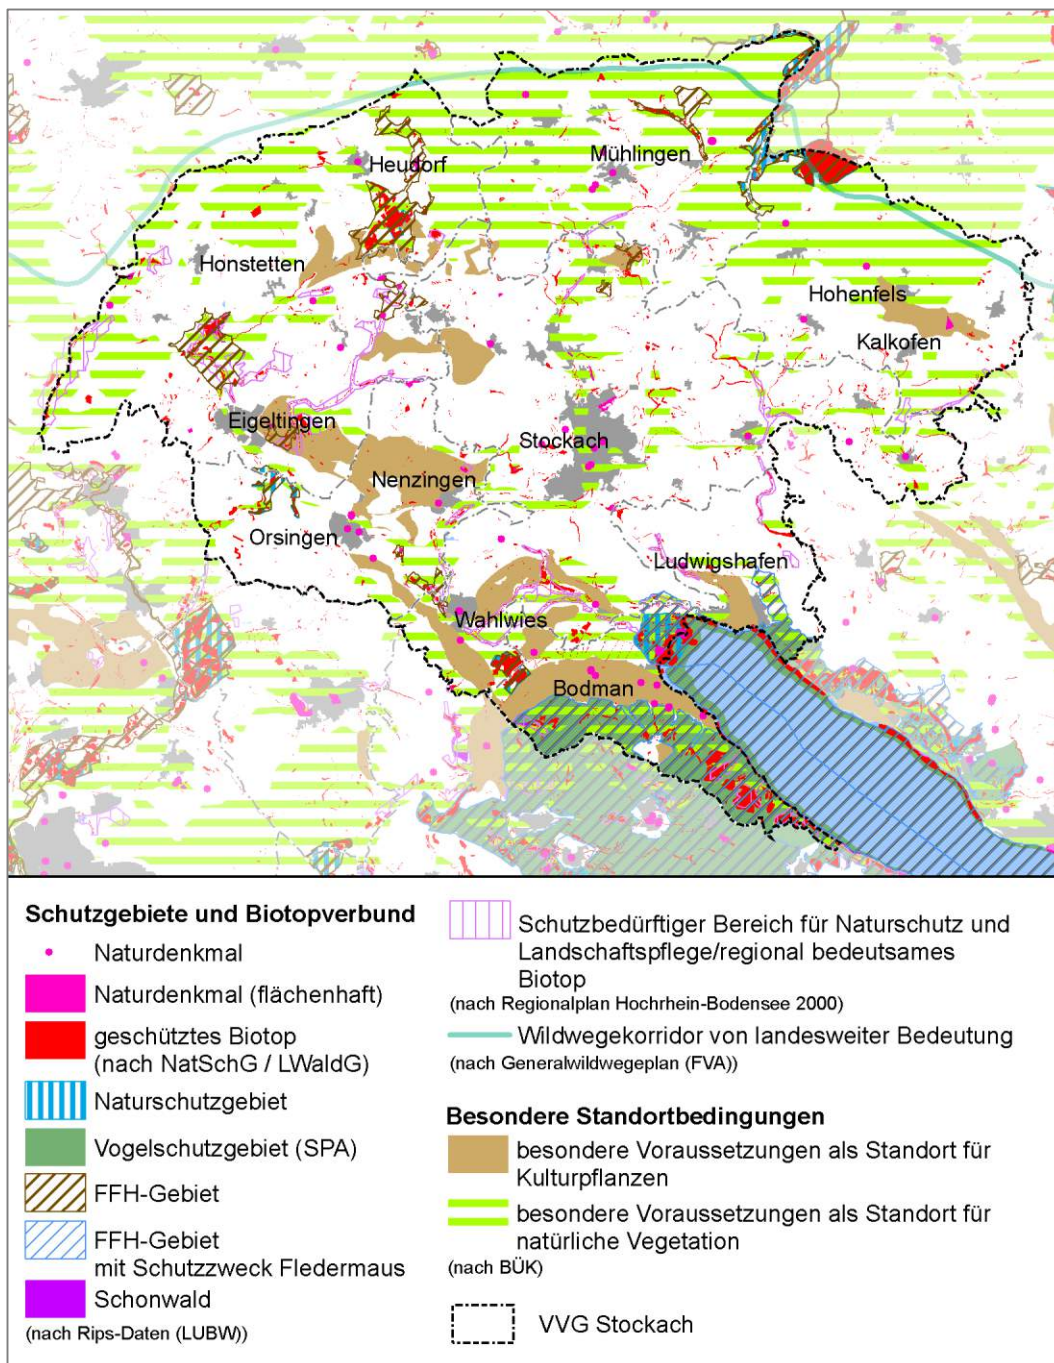 Heudorf
Mühlingen
Honstetten
Hohenfels
Kalkofen
Eigeltingen
Stockach
Nenzingen
Orsingen
Ludwigshafen
Wahlwies
Bodman
Schutzgebiete und Biotopverbund
Naturdenkmal
Naturdenkmal (flächenhaft)
geschütztes Biotop
(nach NatSchG / LWaldG)
Naturschutzgebiet
Vogelschutzgebiet (SPA)
FFH-Gebiet
FFH-Gebiet
mit Schutzzweck Fledermaus
Schonwald
(nach Rips-Daten (LUBW))
Schutzbedürftiger Bereich für Naturschutz und
Landschaftspflege/regional bedeutsames
Biotop
(nach Regionalplan Hochrhein-Bodensee 2000)
Wildwegekorridor von landesweiter Bedeutung
(nach Generalwildwegeplan (FVA))
Besondere Standortbedingungen
besondere Voraussetzungen als Standort für
Kulturpflanzen
besondere Voraussetzungen als Standort für
natürliche Vegetation
(nach BÜK)
VVG Stockach